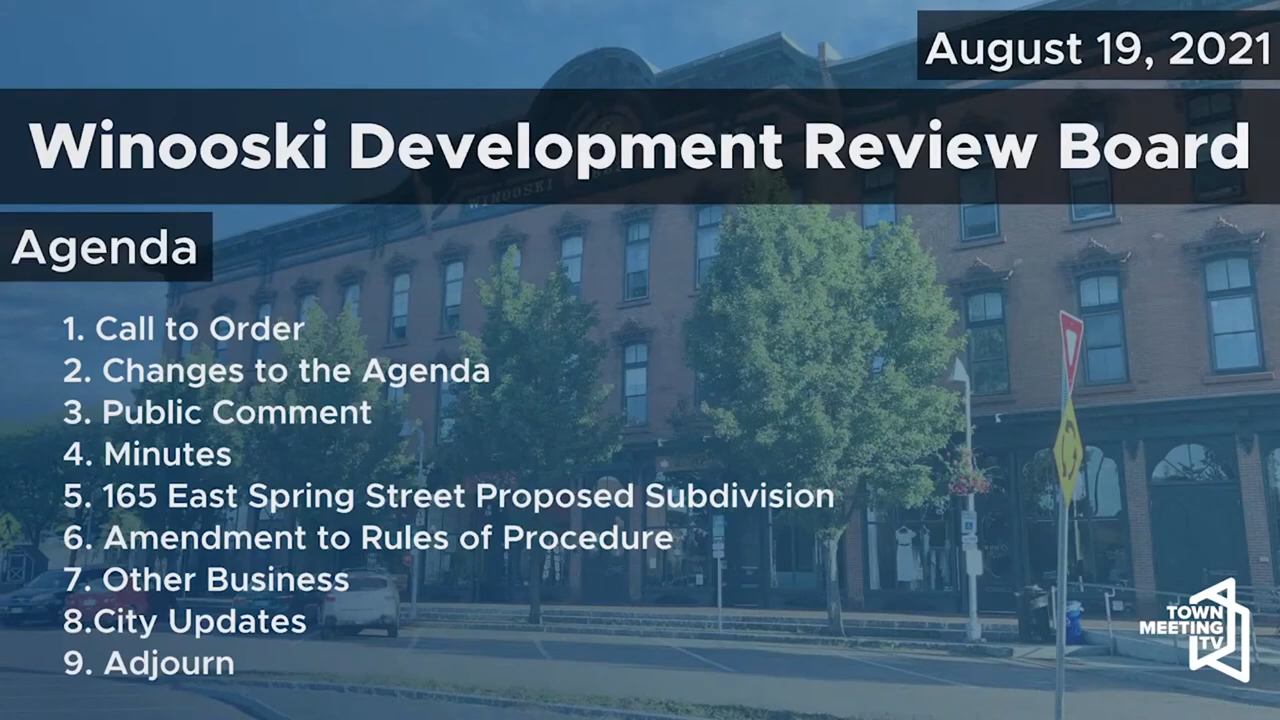 August 19, 2021
Winooski Development Review Board
WINOOSKI
Agenda
1. Call to Order
2. Changes to the Agenda
3. Public Comment
4. Minutes
5. 165 East Spring Street Proposed Subdivision
6. Amendment to Rules of Procedure
7. Other Business
8.City Updates
9. Adjourn
TOWN
MEETING
TV